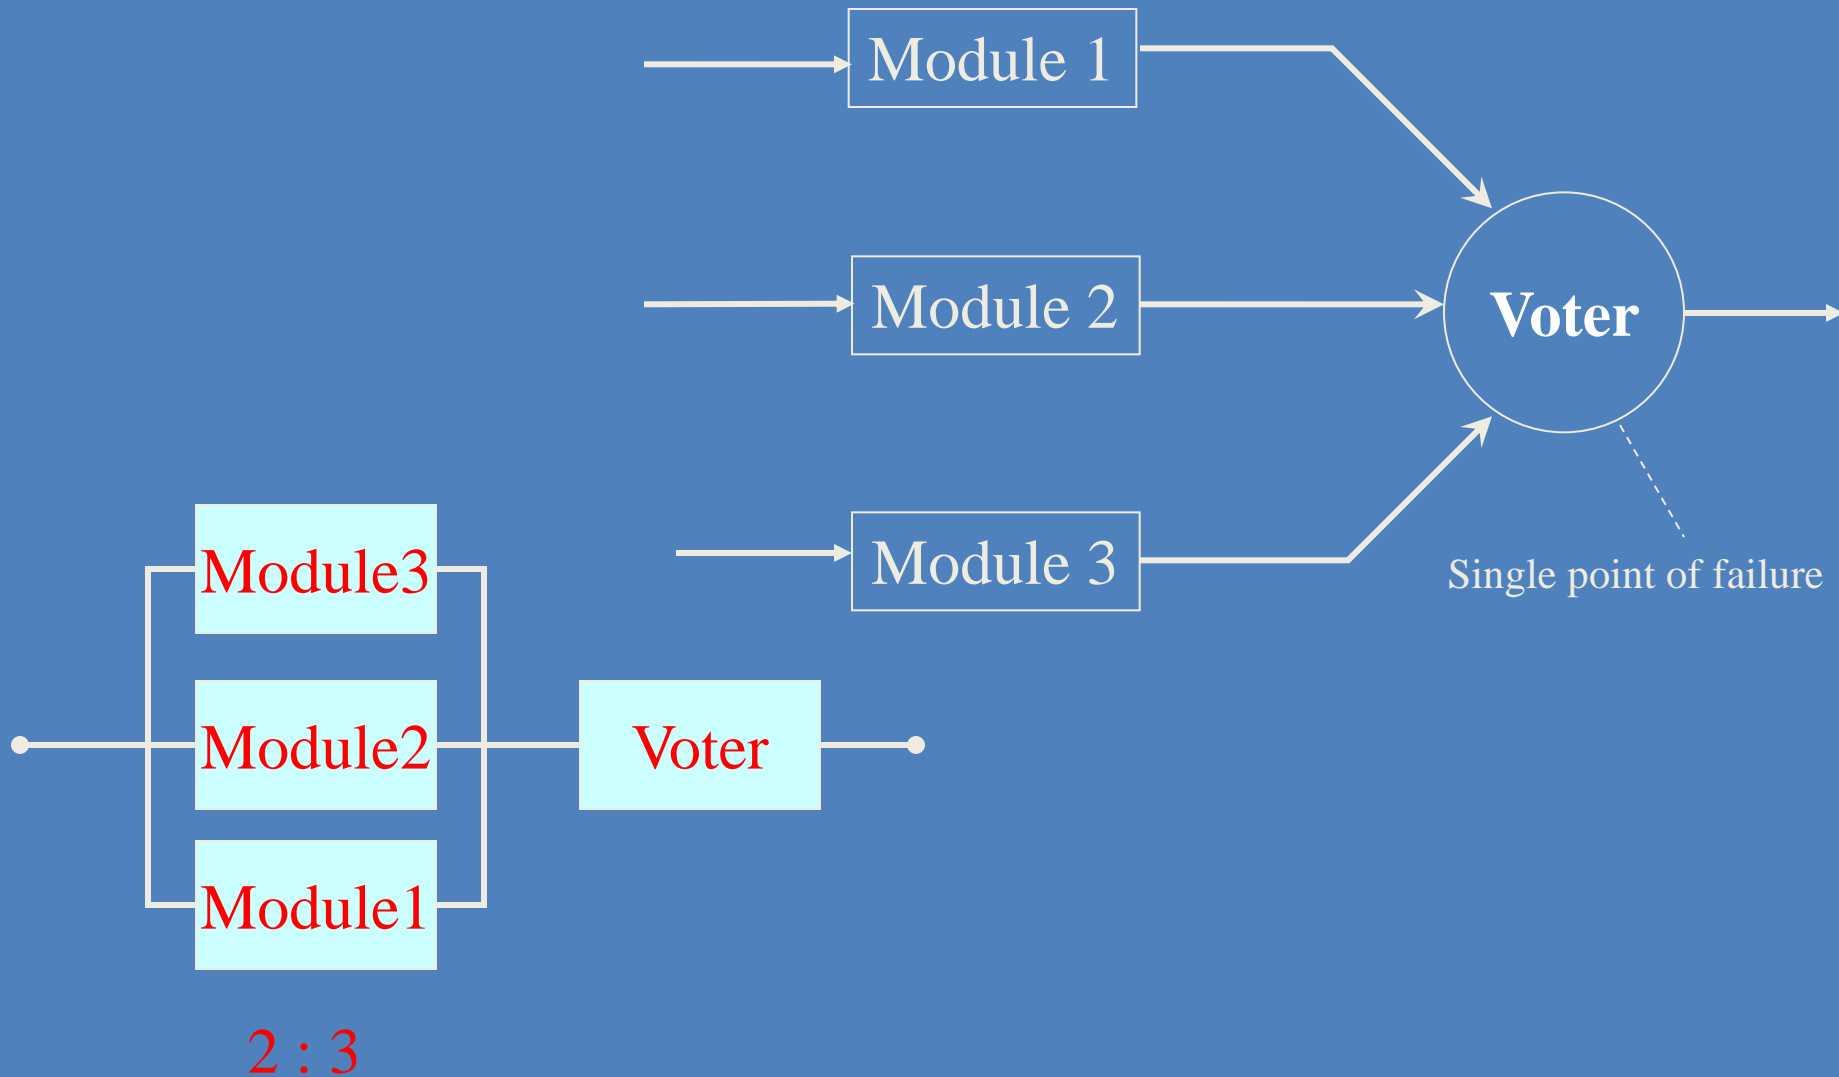 Module 1
Module 2
Voter
Module 3
Single point of failure
Module3
Module2
Voter
Module1
2 : 3